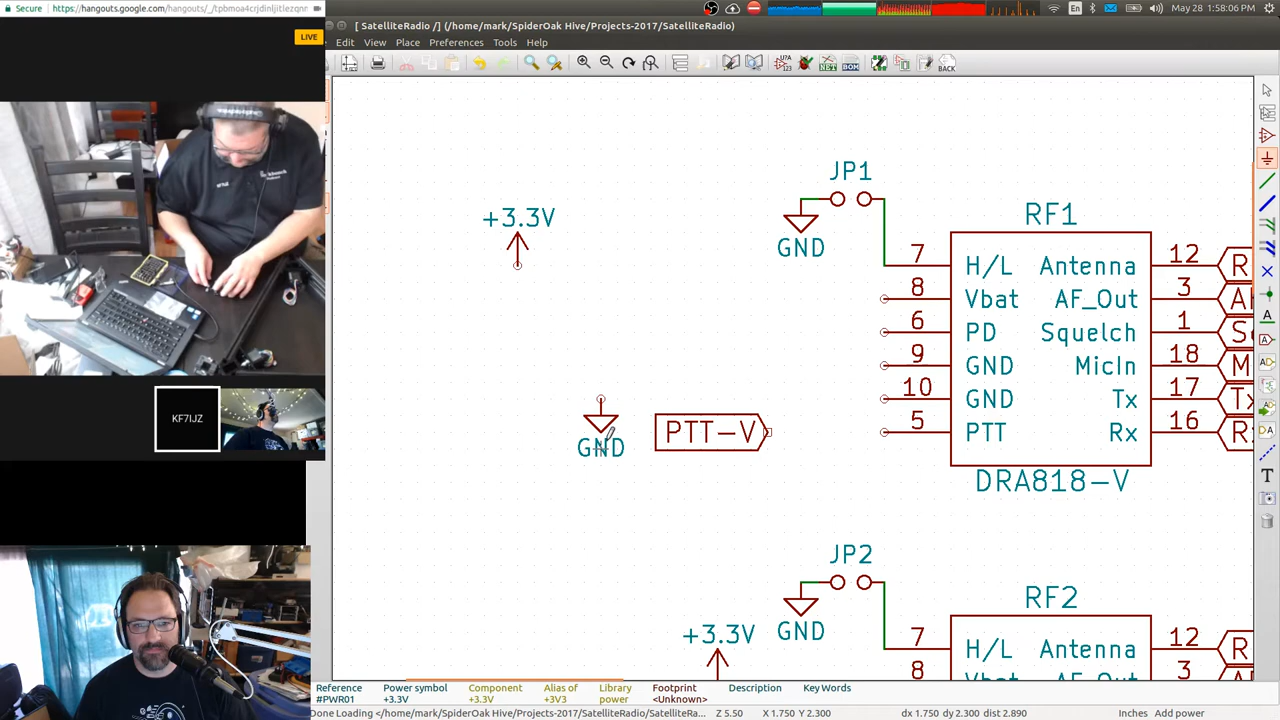 Secure
https://hangouts.google.com/hangouts/_/tpbmoa4crjdinljitlezqnn
LIVE
KF7IJZ
[ SatelliteRadio /] (/home/mark/SpiderOak Hive/Projects-2017/SatelliteRadio)
En
May 28 1:58:06 PM
Edit View Place Preferences Tools Help
NET BOM BACK
JP1
+3.3V
GND
RF1
7 H/L Antenna 12 R
8 Vbat AF_Out 3
6 PD Squelch 1
9 GND MicIn 18 M
10 GND Tx 17
5 PTT Rx 16 R
GND
PTT-V
DRA818-V
JP2
+3.3V
GND
RF2
7 H/L Antenna 12 R
8 3
Reference Power symbol Component Alias of Library Footprint Description Key Words
#PWR01 +3.3V +3.3V +3V3 power <Unknown>
Done Loading </home/mark/SpiderOak Hive/Projects-2017/SatelliteRadio/SatelliteRa... Z 5.50 X 1.750 Y 2.300 dx 1.750 dy 2.300 dist 2.890 Inches Add power